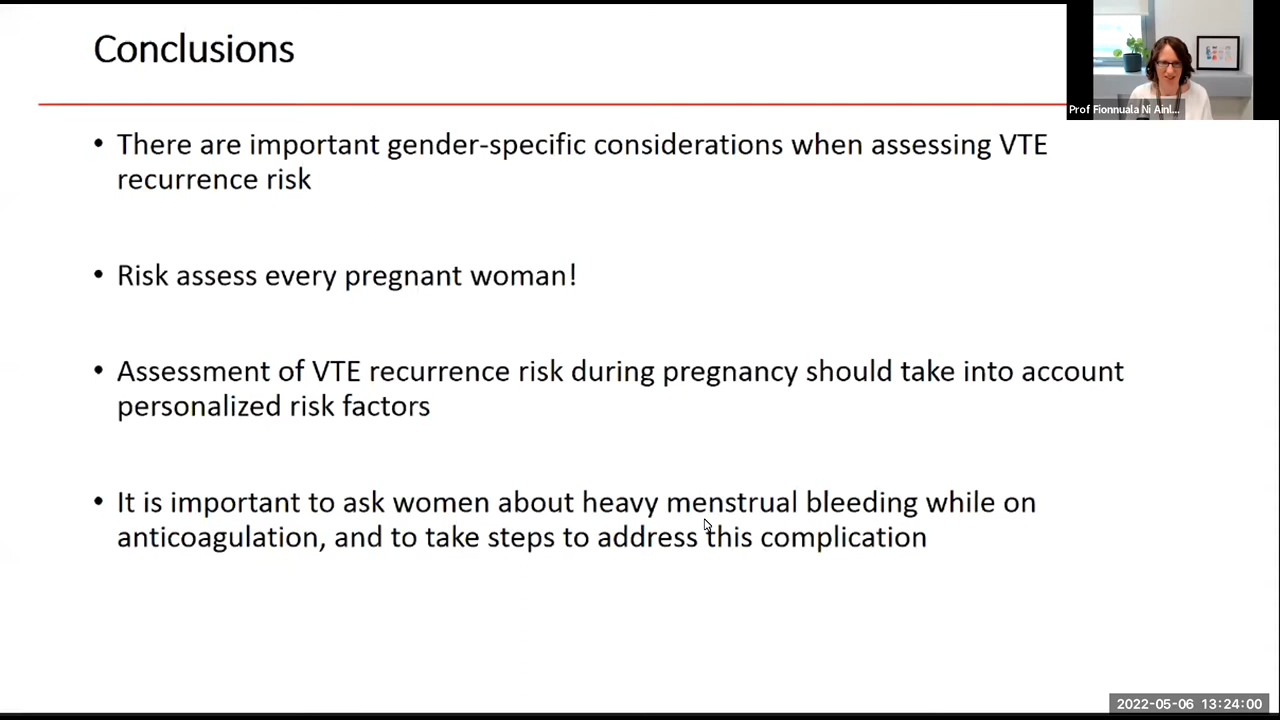 Conclusions
Prof Fionnuala Ni Ainl...
• There are important gender-specific considerations when assessing VTE
recurrence risk
• Risk assess every pregnant woman!
• Assessment of VTE recurrence risk during pregnancy should take into account
personalized risk factors
• It is important to ask women about heavy menstrual bleeding while on
anticoagulation, and to take steps to address this complication
2022-05-06 13:24:00